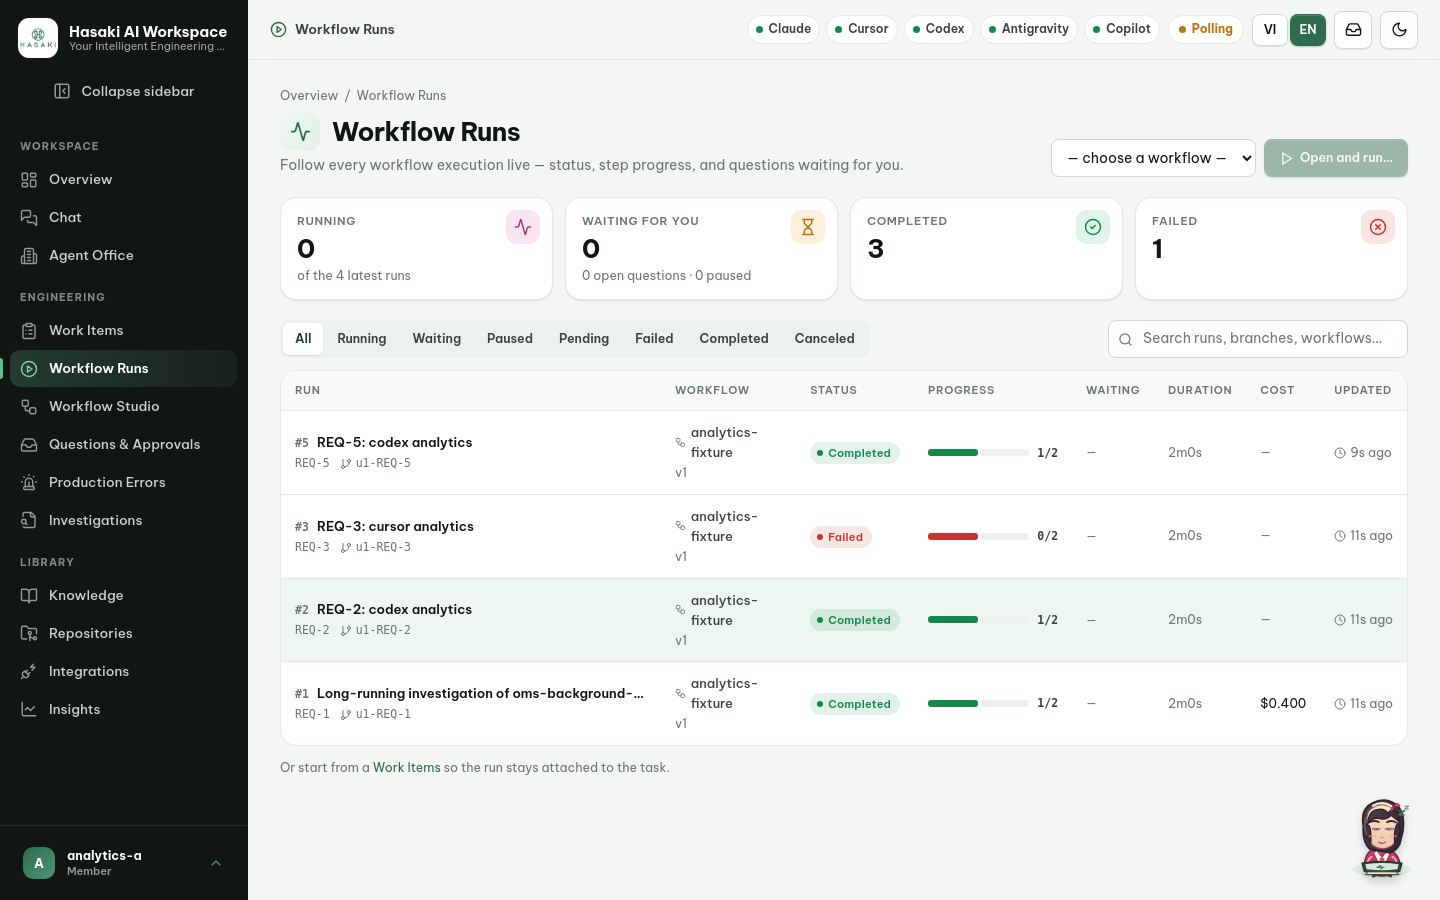 HASAKI
Hasaki AI Workspace
Your Intelligent Engineering ...
Collapse sidebar
WORKSPACE
Overview
Chat
Agent Office
ENGINEERING
Work Items
Workflow Runs
Workflow Studio
Questions & Approvals
Production Errors
Investigations
LIBRARY
Knowledge
Repositories
Integrations
Insights
A
analytics-a
Member
Workflow Runs
Claude
Cursor
Codex
Antigravity
Copilot
Polling
VI
EN
Overview / Workflow Runs
Workflow Runs
Follow every workflow execution live — status, step progress, and questions waiting for you.
— choose a workflow —
Open and run...
RUNNING
0
of the 4 latest runs
WAITING FOR YOU
0
0 open questions · 0 paused
COMPLETED
3
FAILED
1
All Running Waiting Paused Pending Failed Completed Canceled
Search runs, branches, workflows...
RUN WORKFLOW STATUS PROGRESS WAITING DURATION COST UPDATED
#5 REQ-5: codex analytics
REQ-5 u1-REQ-5
analytics-
fixture
v1
Completed
1/2
—
2m0s
—
9s ago
#3 REQ-3: cursor analytics
REQ-3 u1-REQ-3
analytics-
fixture
v1
Failed
0/2
—
2m0s
—
11s ago
#2 REQ-2: codex analytics
REQ-2 u1-REQ-2
analytics-
fixture
v1
Completed
1/2
—
2m0s
—
11s ago
#1 Long-running investigation of oms-background-...
REQ-1 u1-REQ-1
analytics-
fixture
v1
Completed
1/2
—
2m0s
$0.400
11s ago
Or start from a Work Items so the run stays attached to the task.